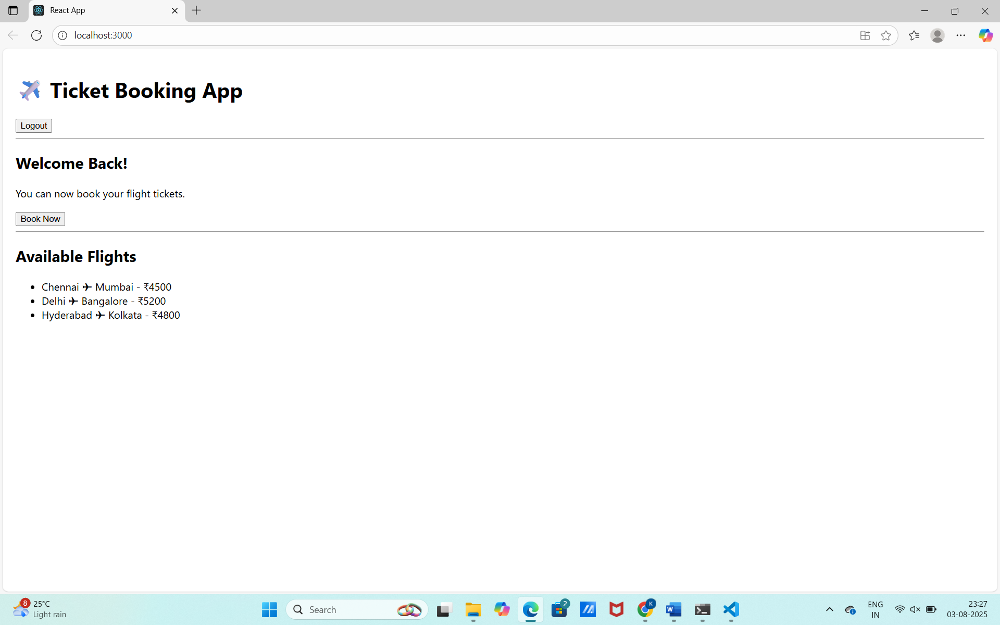 React App
localhost:3000
✈️ Ticket Booking App
Logout
Welcome Back!
You can now book your flight tickets.
Book Now
Available Flights
• Chennai ✈ Mumbai - ₹4500
• Delhi ✈ Bangalore - ₹5200
• Hyderabad ✈ Kolkata - ₹4800
8
25°C
Light rain
Search
2
K
W
ENG
IN
23:27
03-08-2025